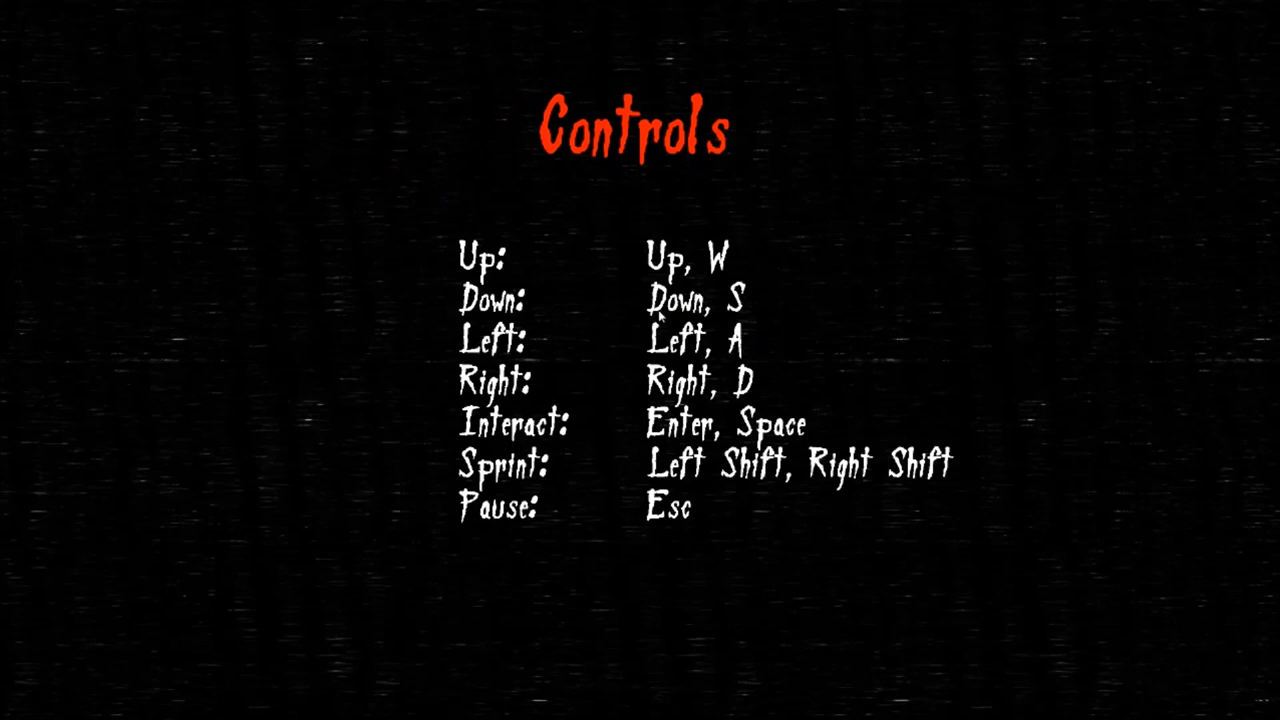 Controls
Up: Up, W
Down: Down, S
Left: Left, A
Right: Right, D
Interact: Enter, Space
Sprint: Left Shift, Right Shift
Pause: Esc